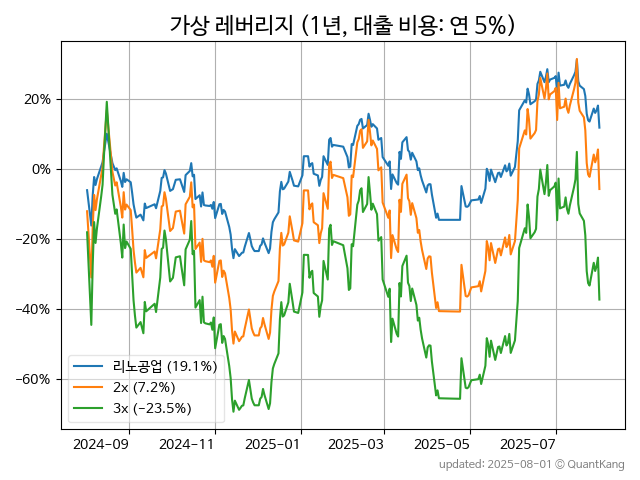 가상 레버리지 (1년, 대출 비용: 연 5%)
20%
0%
−20%
−40%
−60%
리노공업 (19.1%)
2x (7.2%)
3x (−23.5%)
2024−09
2024−11
2025−01
2025−03
2025−05
2025−07
updated: 2025-08-01 © QuantKang